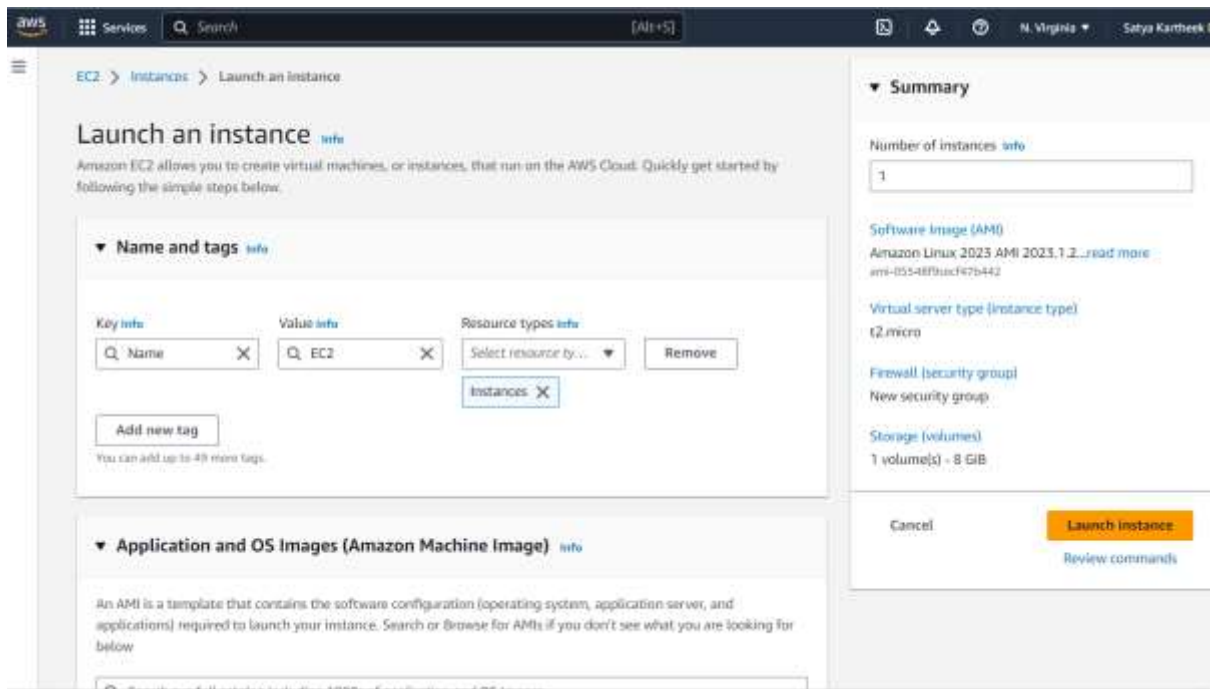 aws
Services
Search
[Alt+S]
N. Virginia
Satya Kartheek
EC2 > Instances > Launch an instance
Launch an instance Info
Amazon EC2 allows you to create virtual machines, or instances, that run on the AWS Cloud. Quickly get started by
following the simple steps below.
Name and tags Info
Key Info
Value Info
Resource types Info
Name
EC2
Select resource ty...
Remove
Instances
Add new tag
You can add up to 49 more tags.
Application and OS Images (Amazon Machine Image) Info
An AMI is a template that contains the software configuration (operating system, application server, and
applications) required to launch your instance. Search or Browse for AMIs if you don't see what you are looking for
below
Summary
Number of instances Info
1
Software Image (AMI)
Amazon Linux 2023 AMI 2023.1.2...read more
Virtual server type (instance type)
t2.micro
Firewall (security group)
New security group
Storage (volumes)
1 volume(s) - 8 GiB
Cancel
Launch instance
Review commands